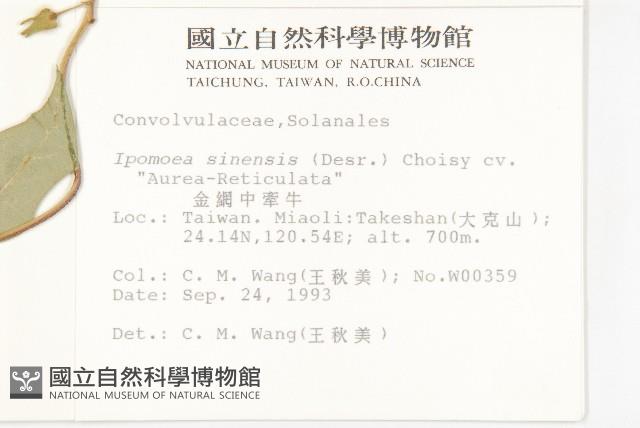 國立自然科學博物館
NATIONAL MUSEUM OF NATURAL SCIENCE
TAICHUNG, TAIWAN, R.O.CHINA
Convolvulaceae,Solanales
Ipomoea sinensis (Desr.) Choisy cv.
"Aurea-Reticulata"
金網中牽牛
Loc.: Taiwan. Miaoli:Takeshan(大克山);
24.14N,120.54E; alt. 700m.
Col.: C. M. Wang(王秋美); No.W00359
Date: Sep. 24, 1993
Det.: C. M. Wang(王秋美)
國立自然科學博物館
NATIONAL MUSEUM OF NATURAL SCIENCE